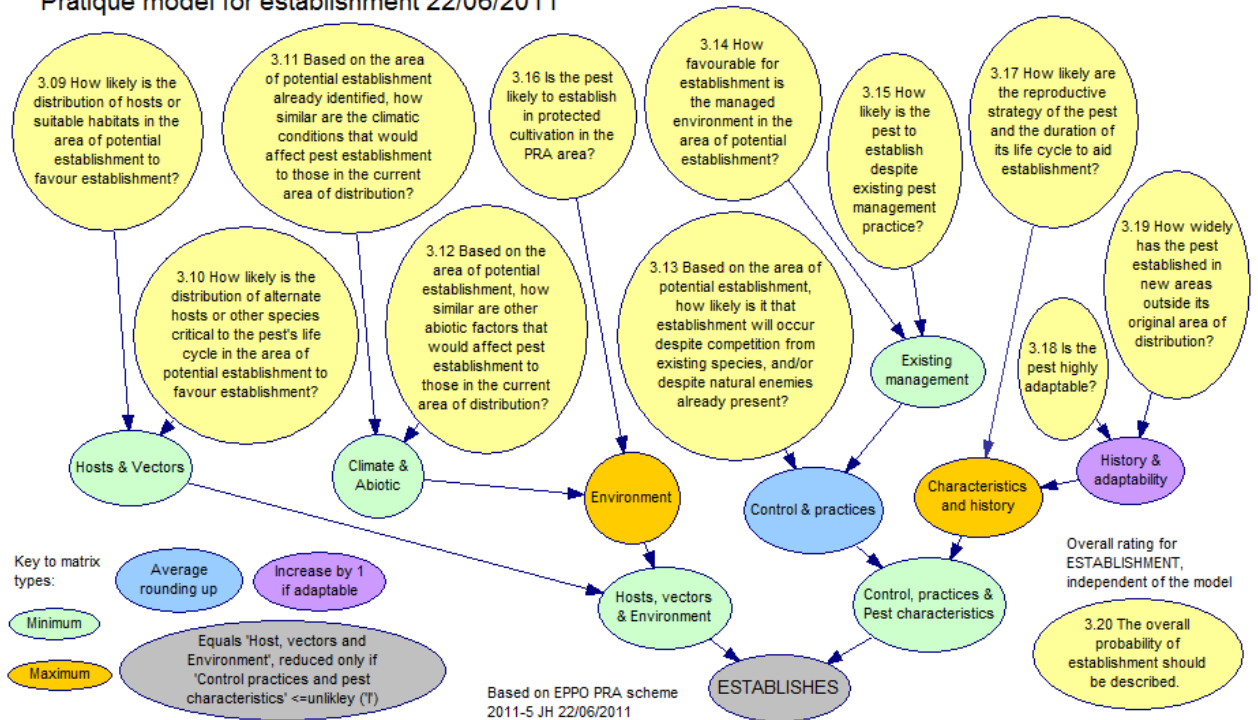 Pratique model for establishment 22/06/2011
3.09 How likely is the
distribution of hosts or
suitable habitats in the
area of potential
establishment to
favour establishment?
3.11 Based on the area
of potential establishment
already identified, how
similar are the climatic
conditions that would
affect pest establishment
to those in the current
area of distribution?
3.16 Is the pest
likely to establish
in protected
cultivation in the
PRA area?
3.14 How
favourable for
establishment is
the managed
environment in the
area of potential
establishment?
3.15 How
likely is the
pest to
establish
despite
existing pest
management
practice?
3.17 How likely are
the reproductive
strategy of the pest
and the duration of
its life cycle to aid
establishment?
3.19 How widely
has the pest
established in
new areas
outside its
original area of
distribution?
3.10 How likely is the
distribution of alternate
hosts or other species
critical to the pest's life
cycle in the area of
potential establishment to
favour establishment?
3.12 Based on the
area of potential
establishment, how
similar are other
abiotic factors that
would affect pest
establishment to
those in the current
area of distribution?
3.13 Based on the area of
potential establishment,
how likely is it that
establishment will occur
despite competition from
existing species, and/or
despite natural enemies
already present?
3.18 Is the
pest highly
adaptable?
Existing
management
Hosts & Vectors
Climate &
Abiotic
Environment
Control & practices
Characteristics
and history
History &
adaptability
Key to matrix
types:
Average
rounding up
Increase by 1
if adaptable
Minimum
Maximum
Equals 'Host, vectors and
Environment', reduced only if
'Control practices and pest
characteristics' <=unlikley ('l')
Hosts, vectors
& Environment
Control, practices &
Pest characteristics
ESTABLISHES
Based on EPPO PRA scheme
2011-5 JH 22/06/2011
Overall rating for
ESTABLISHMENT,
independent of the model
3.20 The overall
probability of
establishment should
be described.